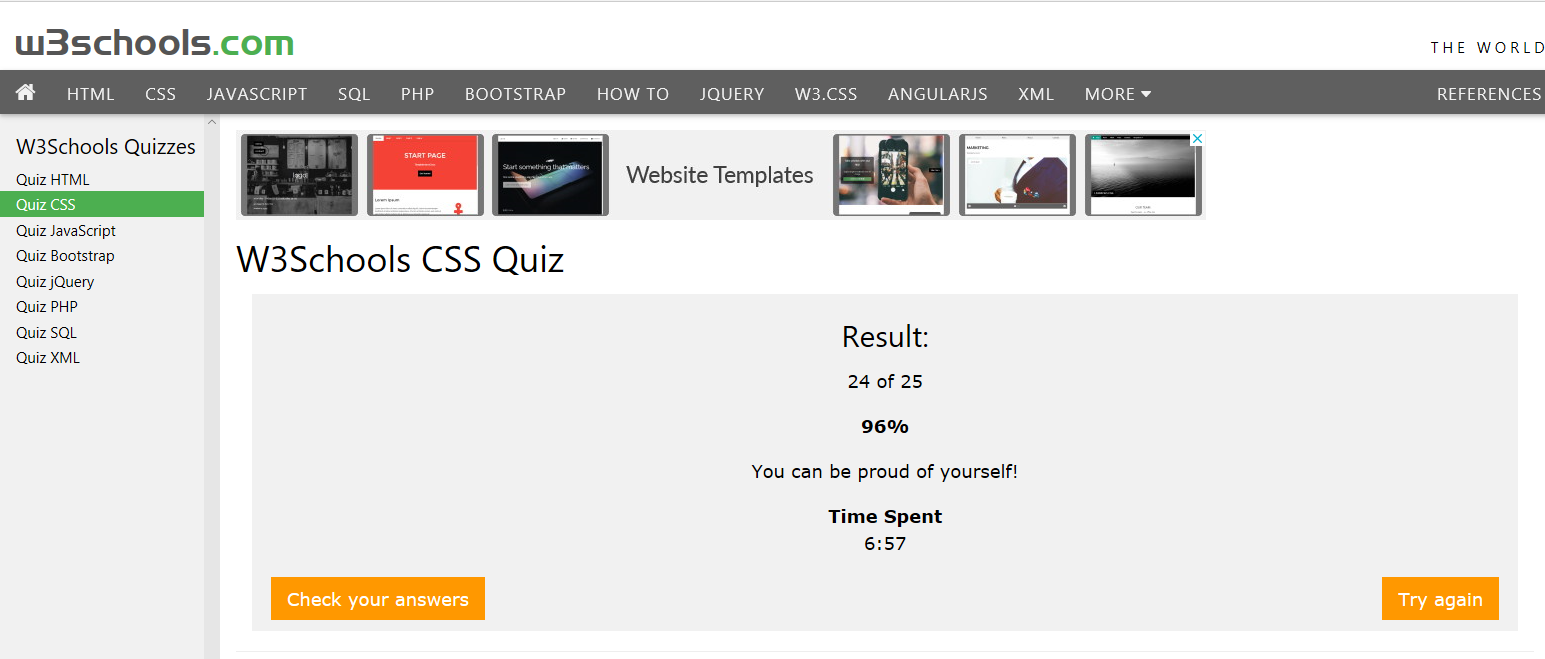 w3schools.com
THE WORLD
HTML CSS JAVASCRIPT SQL PHP BOOTSTRAP HOW TO JQUERY W3.CSS ANGULARJS XML MORE REFERENCES
W3Schools Quizzes
Quiz HTML
Quiz CSS
Quiz JavaScript
Quiz Bootstrap
Quiz jQuery
Quiz PHP
Quiz SQL
Quiz XML
START PAGE
Lorem Ipsum
Start something that matters
Website Templates
MARKETING.
OUR TEAM
W3Schools CSS Quiz
Result:
24 of 25
96%
You can be proud of yourself!
Time Spent
6:57
Check your answers
Try again